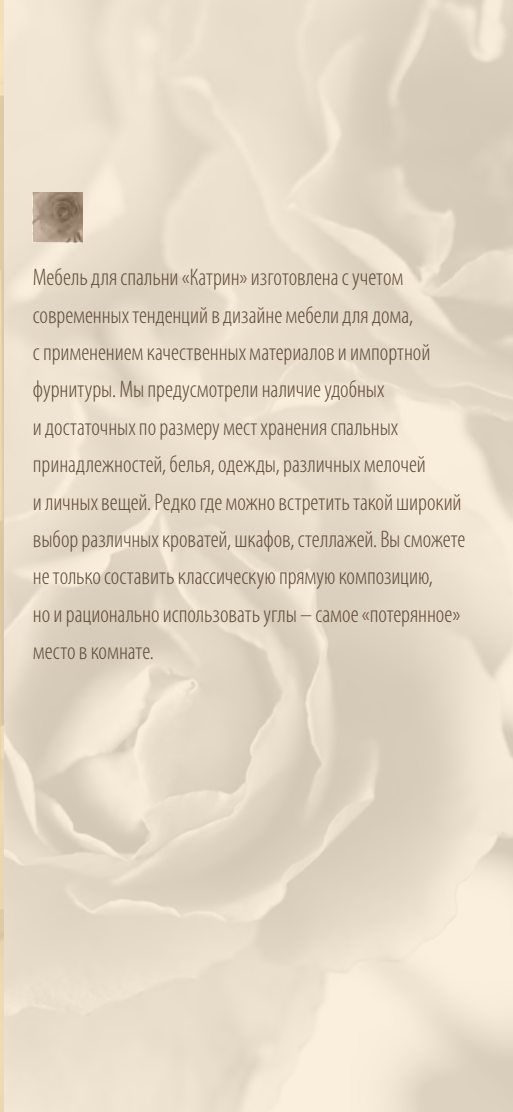 Мебель для спальни «Катрин» изготовлена с учетом
современных тенденций в дизайне мебели для дома,
с применением качественных материалов и импортной
фурнитуры. Мы предусмотрели наличие удобных
и достаточных по размеру мест хранения спальных
принадлежностей, белья, одежды, различных мелочей
и личных вещей. Редко где можно встретить такой широкий
выбор различных кроватей, шкафов, стеллажей. Вы сможете
не только составить классическую прямую композицию,
но и рационально использовать углы – самое «потерянное»
место в комнате.